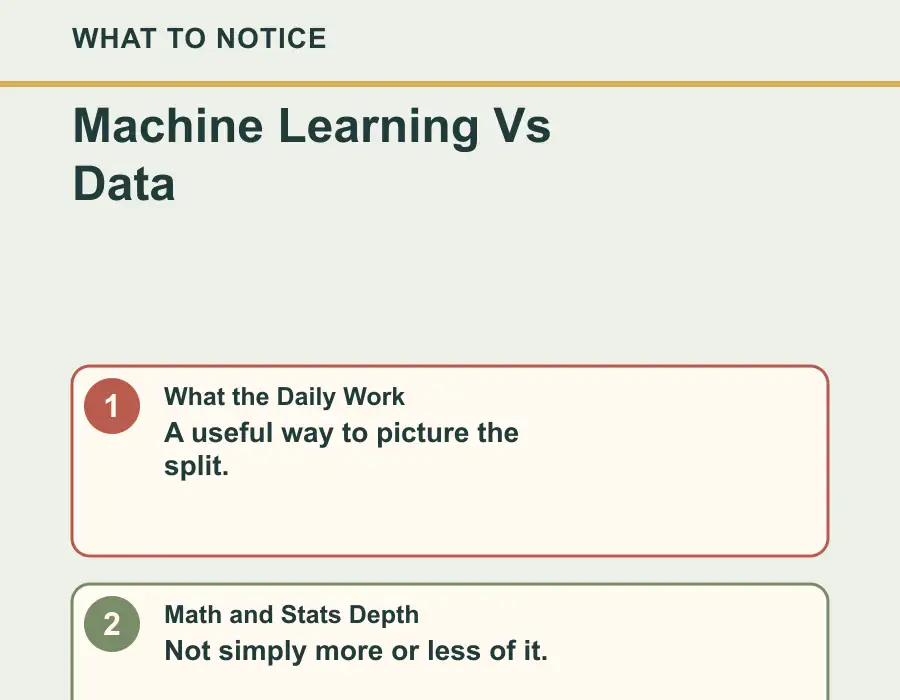 WHAT TO NOTICE
Machine Learning Vs
Data
1
What the Daily Work
A useful way to picture the
split.
2
Math and Stats Depth
Not simply more or less of it.